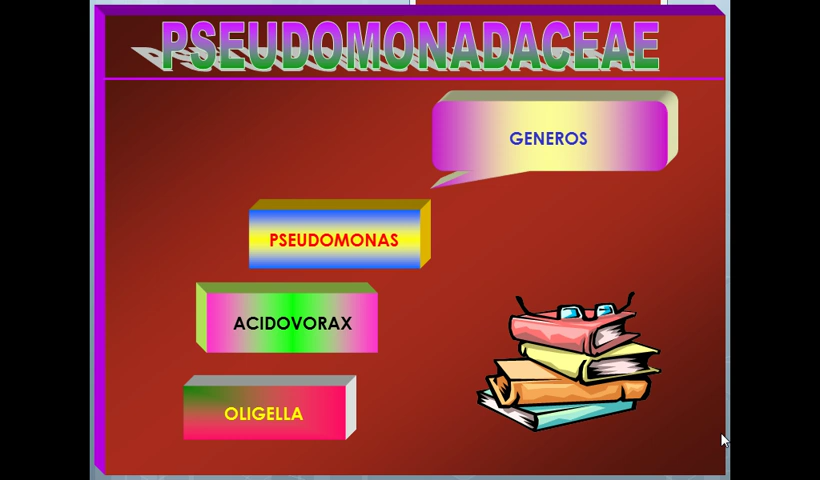 PSEUDOMONADACEAE
GENEROS
PSEUDOMONAS
ACIDOVORAX
OLIGELLA